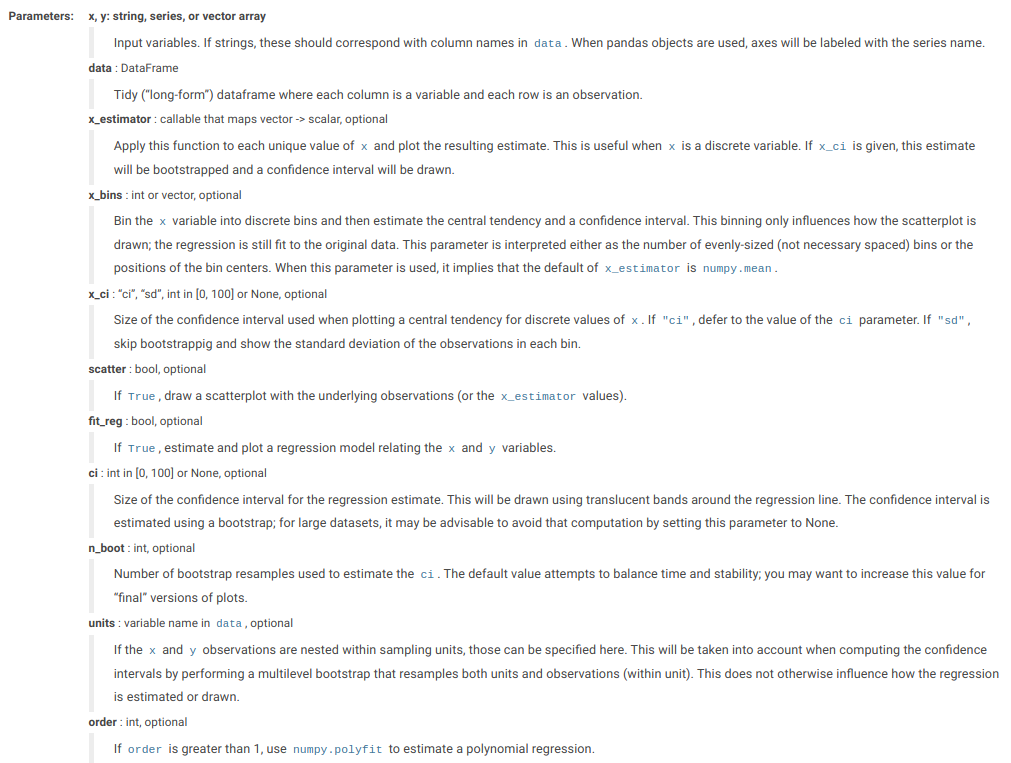 Parameters: x, y: string, series, or vector array
Input variables. If strings, these should correspond with column names in data. When pandas objects are used, axes will be labeled with the series name.
data : DataFrame
Tidy (“long-form”) dataframe where each column is a variable and each row is an observation.
x_estimator : callable that maps vector -> scalar, optional
Apply this function to each unique value of x and plot the resulting estimate. This is useful when x is a discrete variable. If x_ci is given, this estimate
will be bootstrapped and a confidence interval will be drawn.
x_bins : int or vector, optional
Bin the x variable into discrete bins and then estimate the central tendency and a confidence interval. This binning only influences how the scatterplot is
drawn; the regression is still fit to the original data. This parameter is interpreted either as the number of evenly-sized (not necessary spaced) bins or the
positions of the bin centers. When this parameter is used, it implies that the default of x_estimator is numpy.mean.
x_ci : “ci”, “sd”, int in [0, 100] or None, optional
Size of the confidence interval used when plotting a central tendency for discrete values of x. If "ci", defer to the value of the ci parameter. If "sd",
skip bootstrappig and show the standard deviation of the observations in each bin.
scatter : bool, optional
If True, draw a scatterplot with the underlying observations (or the x_estimator values).
fit_reg : bool, optional
If True, estimate and plot a regression model relating the x and y variables.
ci : int in [0, 100] or None, optional
Size of the confidence interval for the regression estimate. This will be drawn using translucent bands around the regression line. The confidence interval is
estimated using a bootstrap; for large datasets, it may be advisable to avoid that computation by setting this parameter to None.
n_boot : int, optional
Number of bootstrap resamples used to estimate the ci. The default value attempts to balance time and stability; you may want to increase this value for
“final” versions of plots.
units : variable name in data, optional
If the x and y observations are nested within sampling units, those can be specified here. This will be taken into account when computing the confidence
intervals by performing a multilevel bootstrap that resamples both units and observations (within unit). This does not otherwise influence how the regression
is estimated or drawn.
order : int, optional
If order is greater than 1, use numpy.polyfit to estimate a polynomial regression.